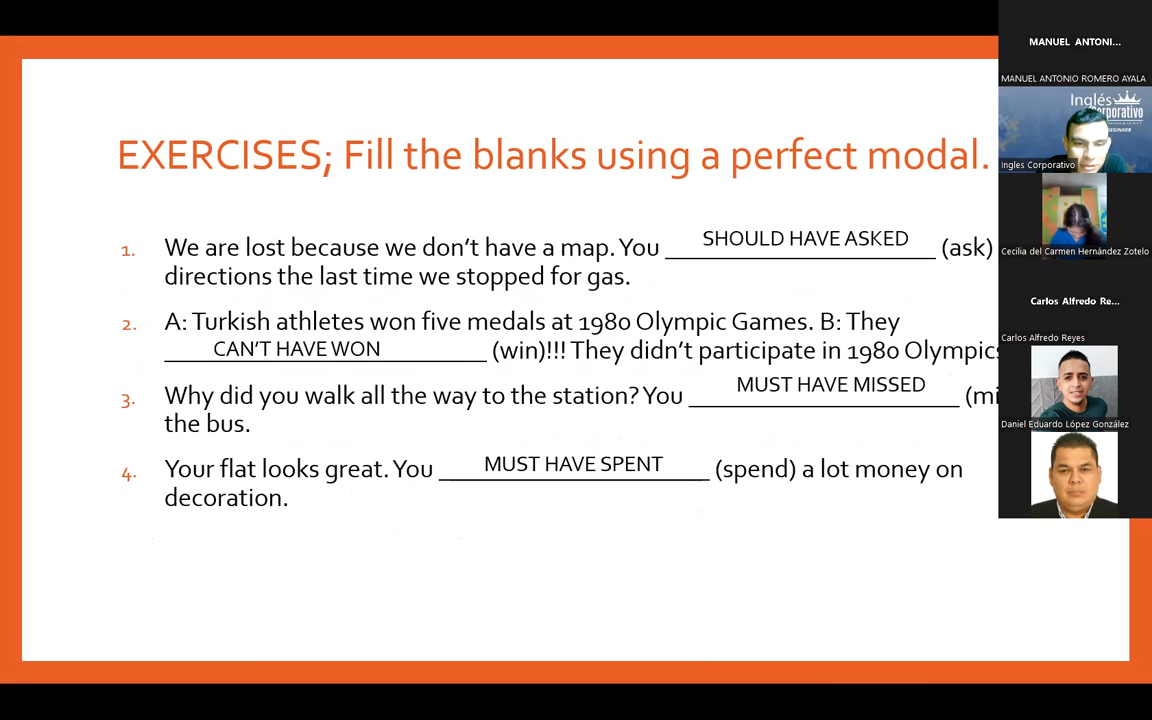 EXERCISES; Fill the blanks using a perfect modal.
1. We are lost because we don't have a map. You SHOULD HAVE ASKED (ask)
directions the last time we stopped for gas.
2. A: Turkish athletes won five medals at 1980 Olympic Games. B: They
CAN'T HAVE WON (win)!!! They didn't participate in 1980 Olympics
3. Why did you walk all the way to the station? You MUST HAVE MISSED (mi
the bus.
4. Your flat looks great. You MUST HAVE SPENT (spend) a lot money on
decoration.
MANUEL ANTONI...
MANUEL ANTONIO ROMERO AYALA
Inglés
Corporativo
BEGINNER
Ingles Corporativo
Cecilia del Carmen Hernández Zotelo
Carlos Alfredo Re...
Carlos Alfredo Reyes
Daniel Eduardo López González